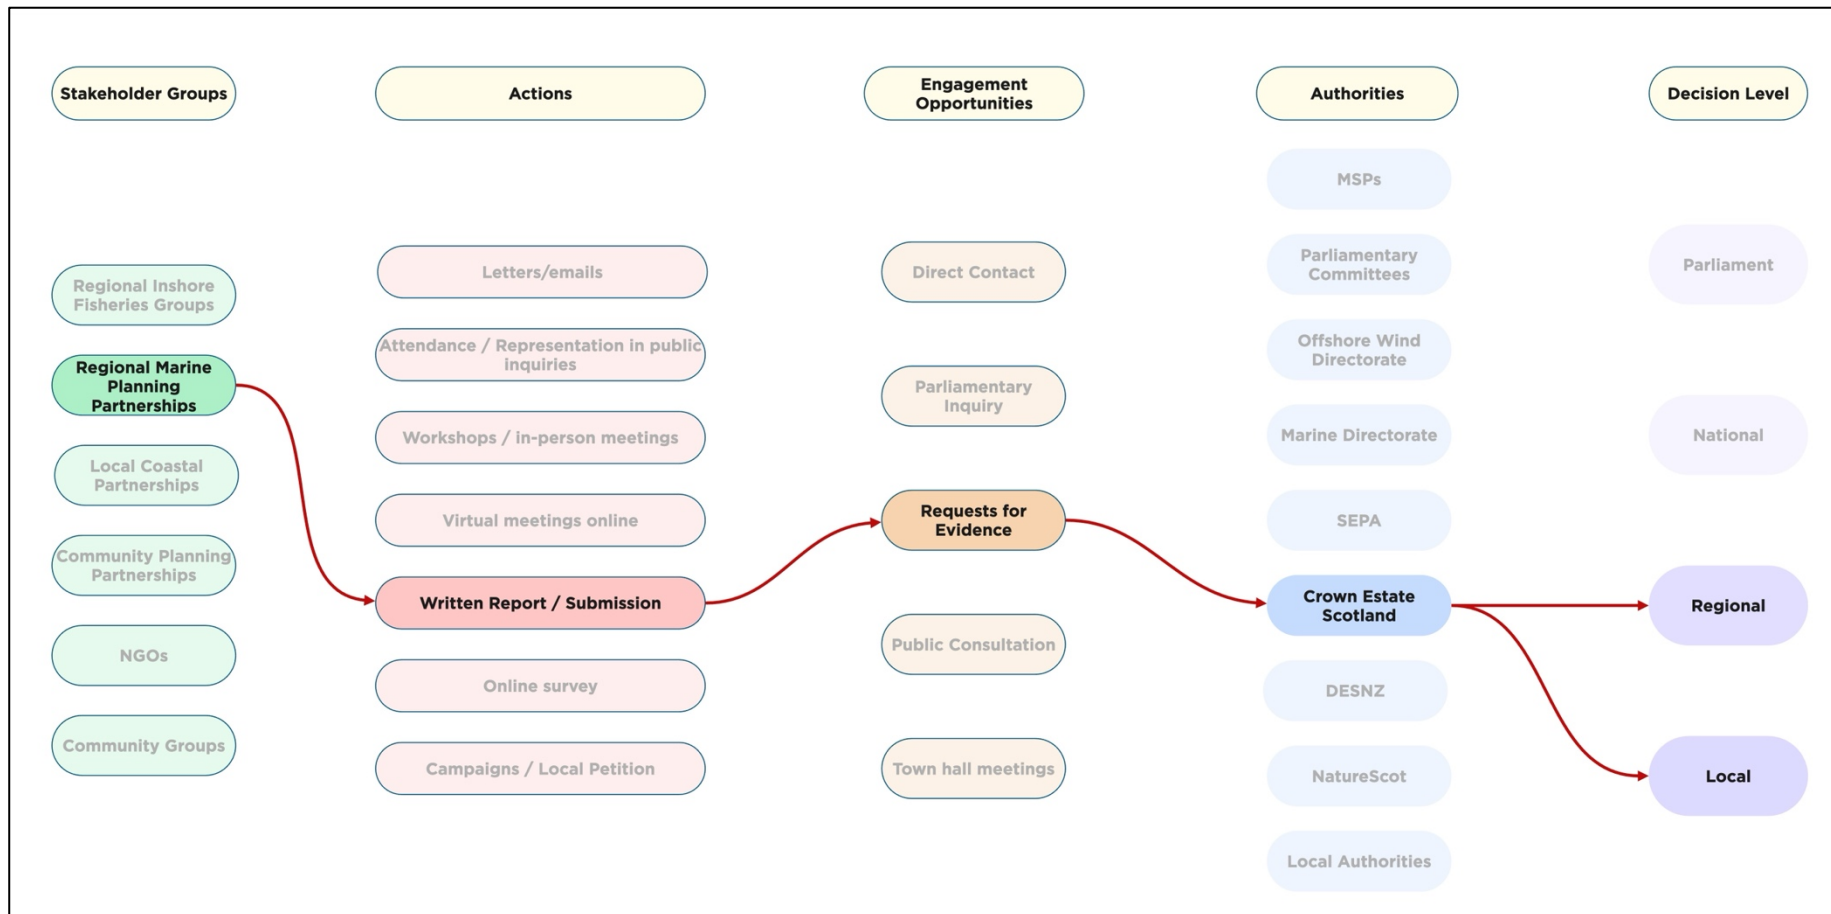 Stakeholder Groups
Actions
Engagement
Opportunities
Authorities
Decision Level
Regional Inshore
Fisheries Groups
Regional Marine
Planning
Partnerships
Local Coastal
Partnerships
Community Planning
Partnerships
NGOs
Community Groups
Letters/emails
Attendance / Representation in public
inquiries
Workshops / in-person meetings
Virtual meetings online
Written Report / Submission
Online survey
Campaigns / Local Petition
Direct Contact
Parliamentary
Inquiry
Requests for
Evidence
Public Consultation
Town hall meetings
MSPs
Parliamentary
Committees
Offshore Wind
Directorate
Marine Directorate
SEPA
Crown Estate
Scotland
DESNZ
NatureScot
Local Authorities
Parliament
National
Regional
Local